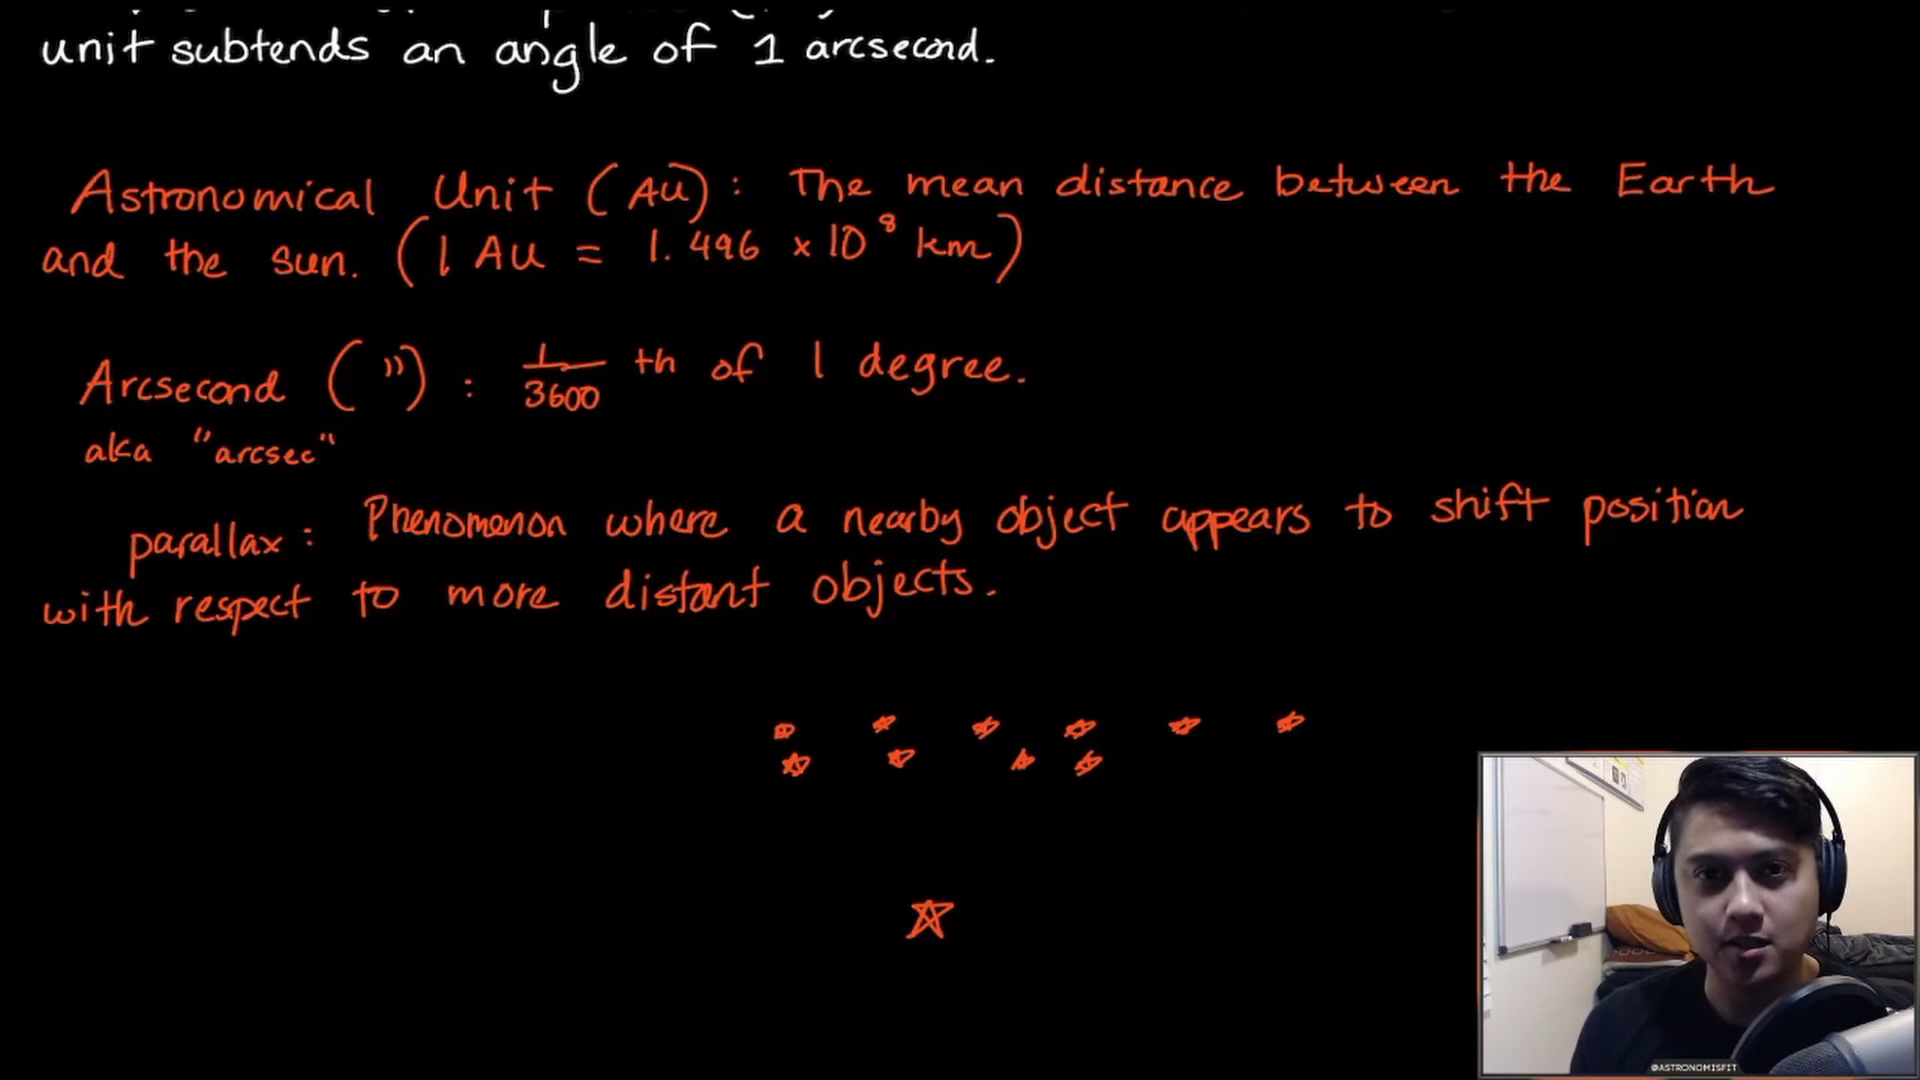 unit subtends an angle of 1 arcsecond.
Astronomical Unit (AU): The mean distance between the Earth
and the sun. (1 AU = 1.496 x 10⁸ km)
Arcsecond ("): 1/3600 th of 1 degree.
aka "arcsec"
parallax: Phenomenon where a nearby object appears to shift position
with respect to more distant objects.
@ASTRONOMISFIT